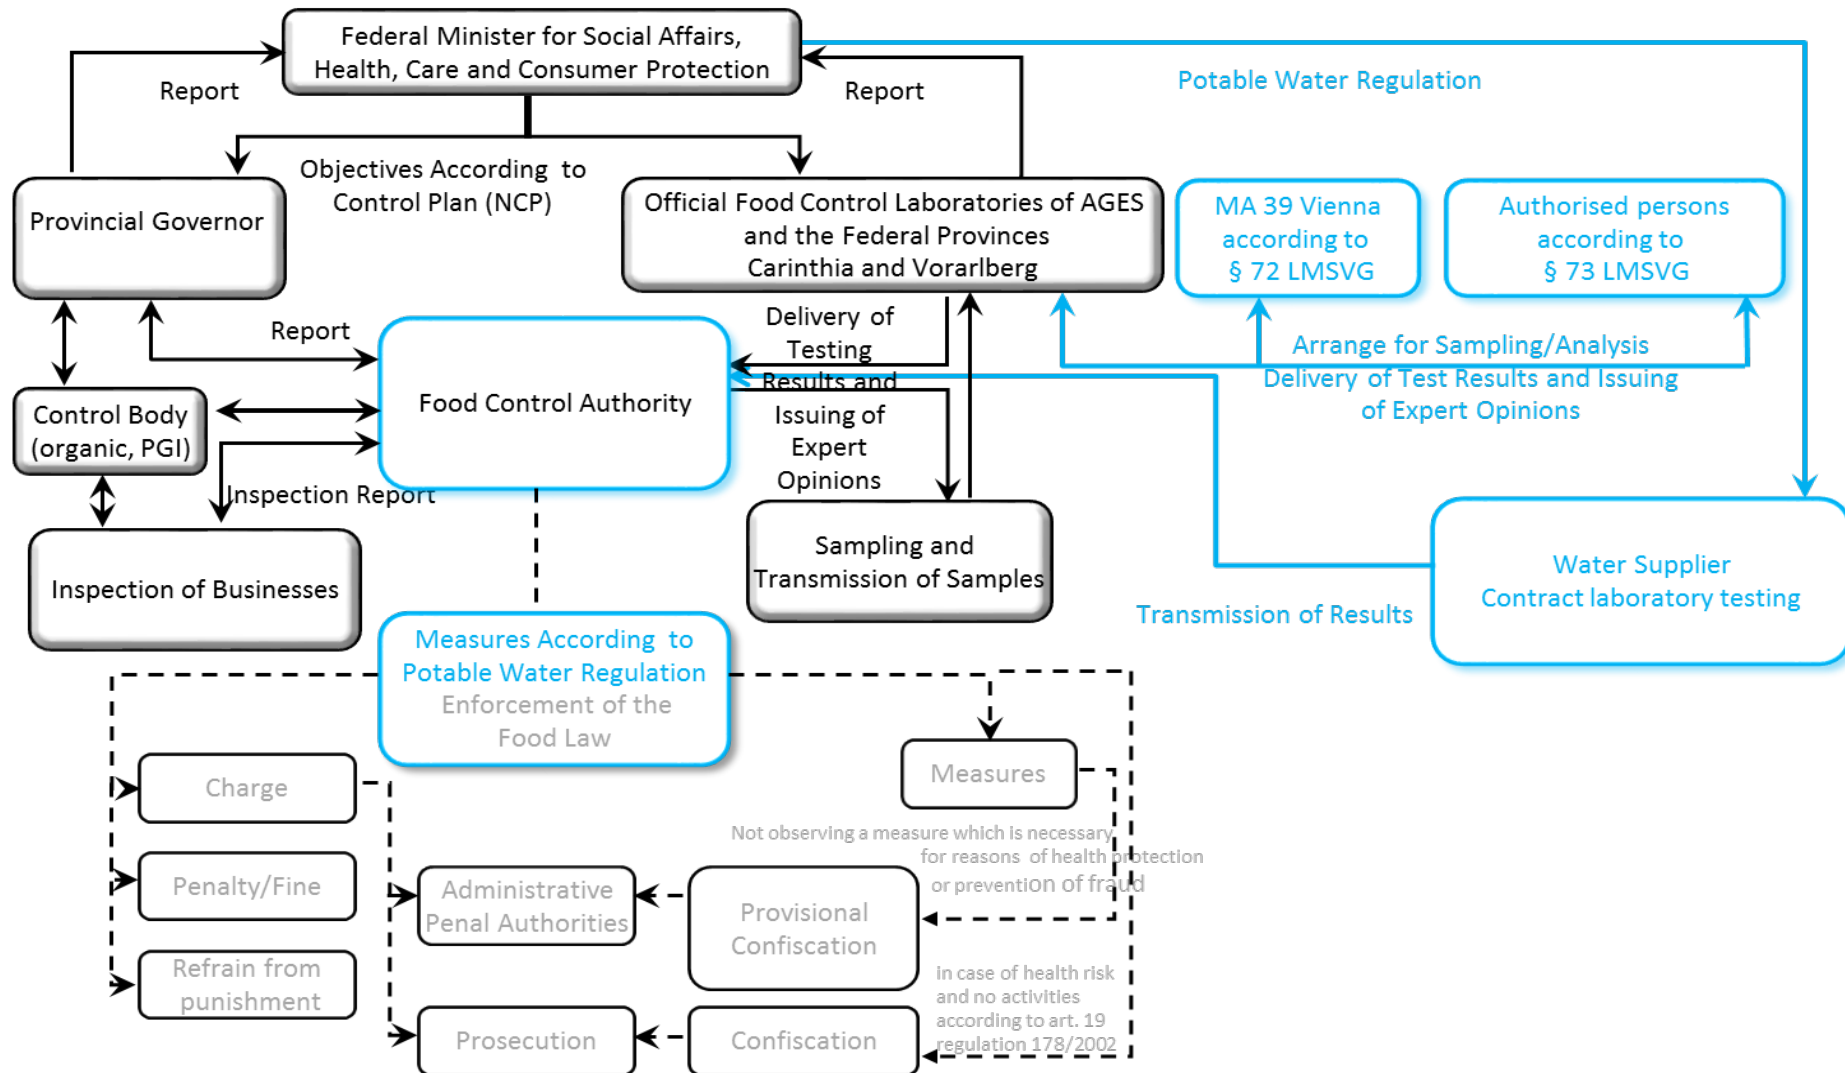 Federal Minister for Social Affairs,
Health, Care and Consumer Protection
Report
Report
Potable Water Regulation
Objectives According to
Control Plan (NCP)
Provincial Governor
Official Food Control Laboratories of AGES
and the Federal Provinces
Carinthia and Vorarlberg
MA 39 Vienna
according to
§ 72 LMSVG
Authorised persons
according to
§ 73 LMSVG
Report
Delivery of
Testing
Results and
Issuing of
Expert
Opinions
Arrange for Sampling/Analysis
Delivery of Test Results and Issuing
of Expert Opinions
Control Body
(organic, PGI)
Food Control Authority
Inspection Report
Inspection of Businesses
Sampling and
Transmission of Samples
Water Supplier
Contract laboratory testing
Transmission of Results
Measures According to
Potable Water Regulation
Enforcement of the
Food Law
Charge
Measures
Not observing a measure which is necessary
for reasons of health protection
or prevention of fraud
Penalty/Fine
Administrative
Penal Authorities
Provisional
Confiscation
Refrain from
punishment
in case of health risk
and no activities
according to art. 19
regulation 178/2002
Prosecution
Confiscation